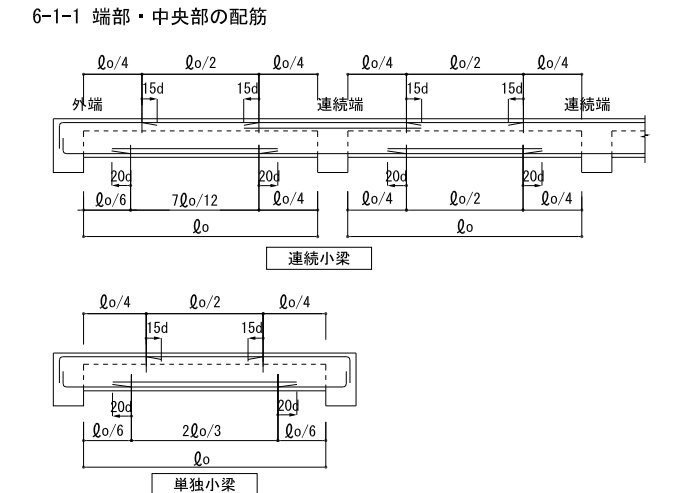 6-1-1 端部・中央部の配筋
ℓo/4 ℓo/2 ℓo/4 ℓo/4 ℓo/2 ℓo/4
15d 15d 15d 15d
外端 連続端 連続端
20d 20d 20d 20d
ℓo/6 7ℓo/12 ℓo/4 ℓo/4 ℓo/2 ℓo/4
ℓo ℓo
連続小梁
ℓo/4 ℓo/2 ℓo/4
15d 15d
20d 20d
ℓo/6 2ℓo/3 ℓo/6
ℓo
単独小梁